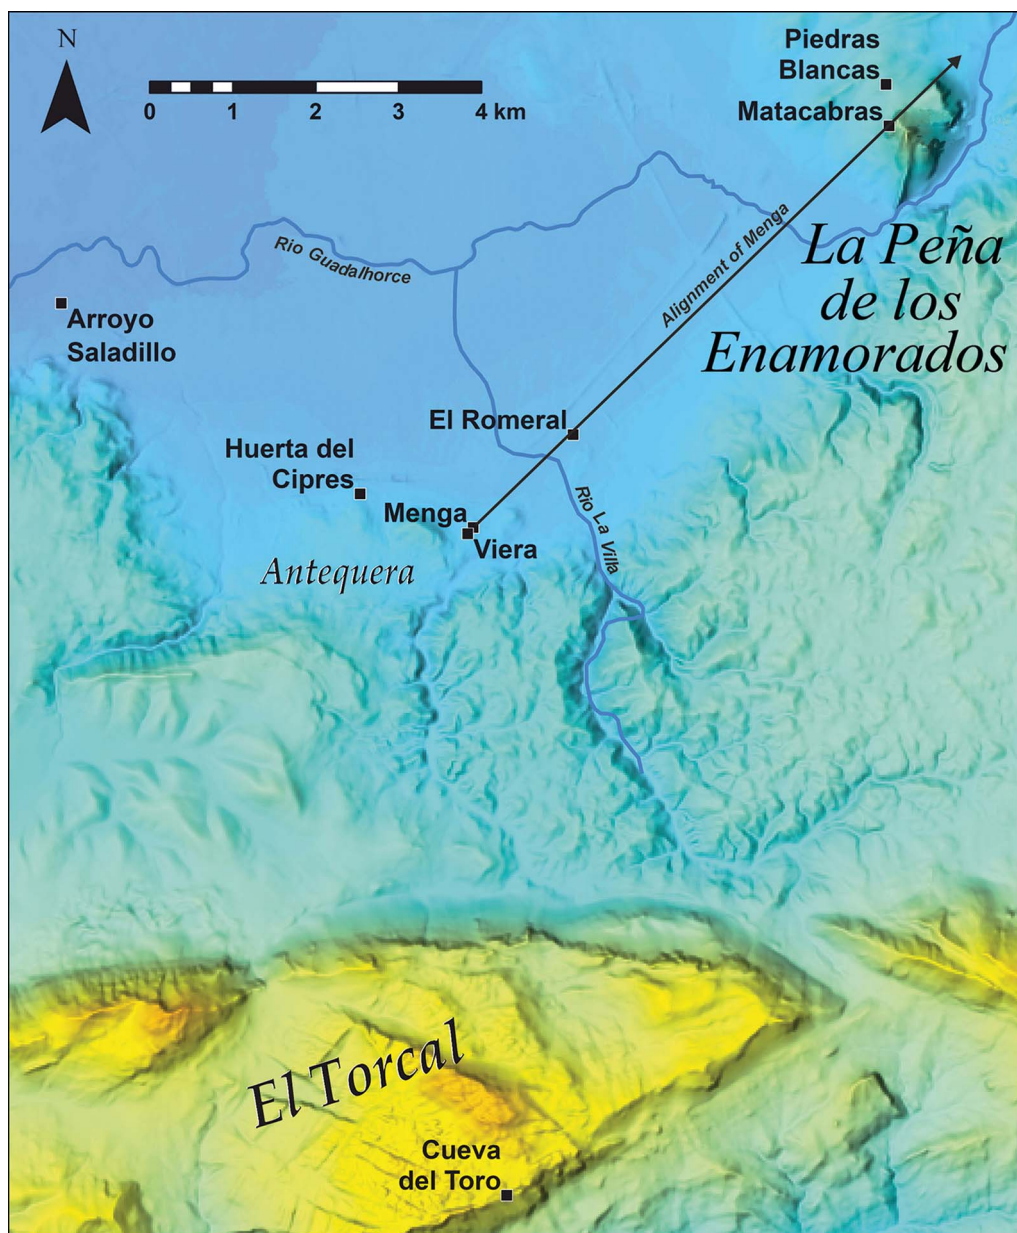 N
0 1 2 3 4 km
Piedras
Blancas
Matacabras
Rio Guadalhorce
Alignment of Menga
La Peña
de los
Enamorados
Arroyo
Saladillo
El Romeral
Huerta del
Cipres
Menga
Viera
Rio La Villa
Antequera
El Torcal
Cueva
del Toro